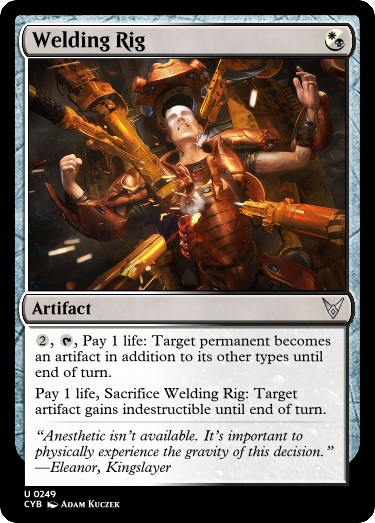 Welding Rig
Artifact
2, T, Pay 1 life: Target permanent becomes
an artifact in addition to its other types until
end of turn.
Pay 1 life, Sacrifice Welding Rig: Target
artifact gains indestructible until end of turn.
“Anesthetic isn’t available. It’s important to
physically experience the gravity of this decision.”
—Eleanor, Kingslayer
U 0249
CYB Adam Kuczek